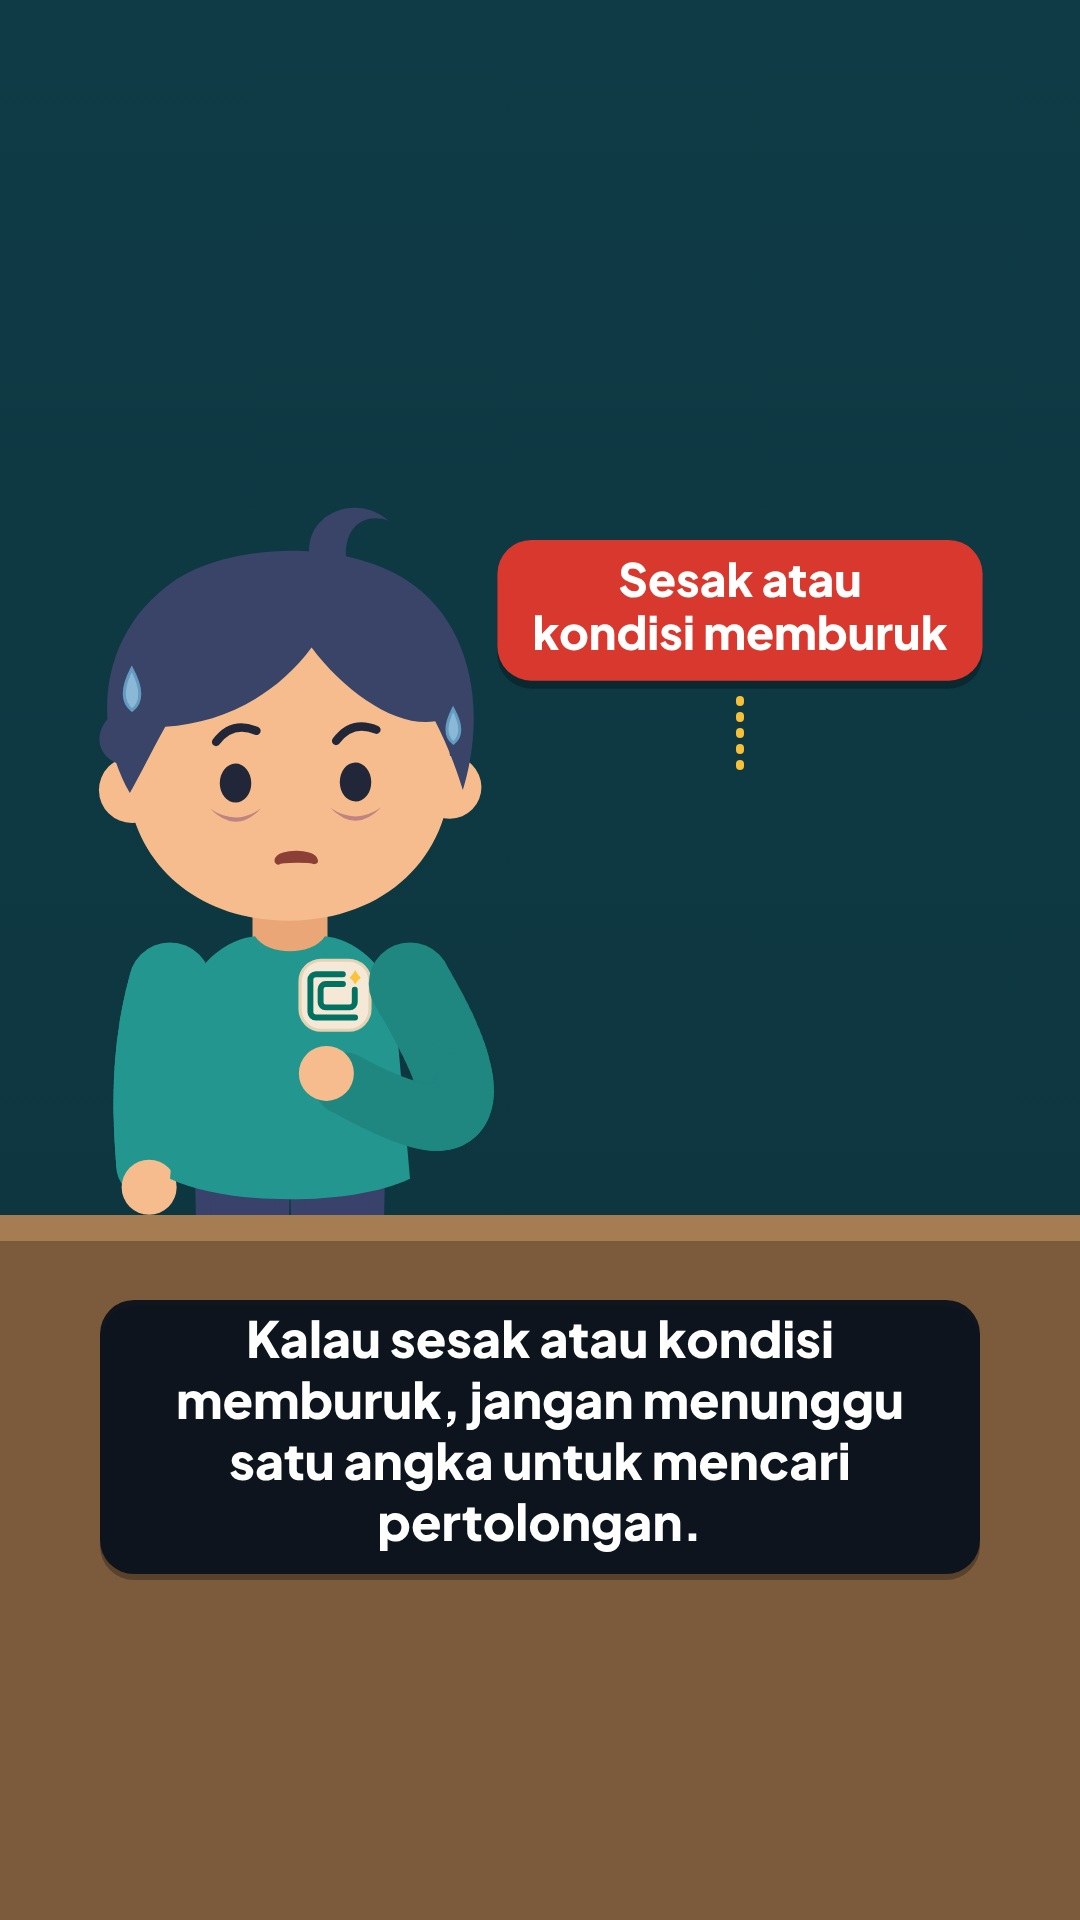 Sesak atau
kondisi memburuk
Kalau sesak atau kondisi
memburuk, jangan menunggu
satu angka untuk mencari
pertolongan.